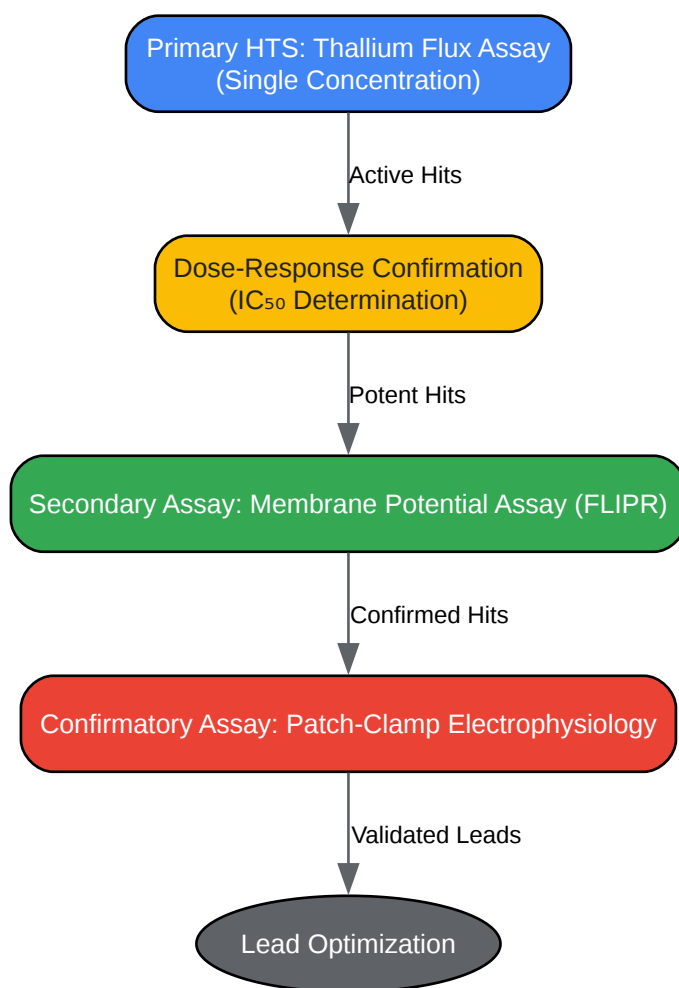 Primary HTS: Thallium Flux Assay
(Single Concentration)
Active Hits
Dose-Response Confirmation
(IC₅₀ Determination)
Potent Hits
Secondary Assay: Membrane Potential Assay (FLIPR)
Confirmed Hits
Confirmatory Assay: Patch-Clamp Electrophysiology
Validated Leads
Lead Optimization